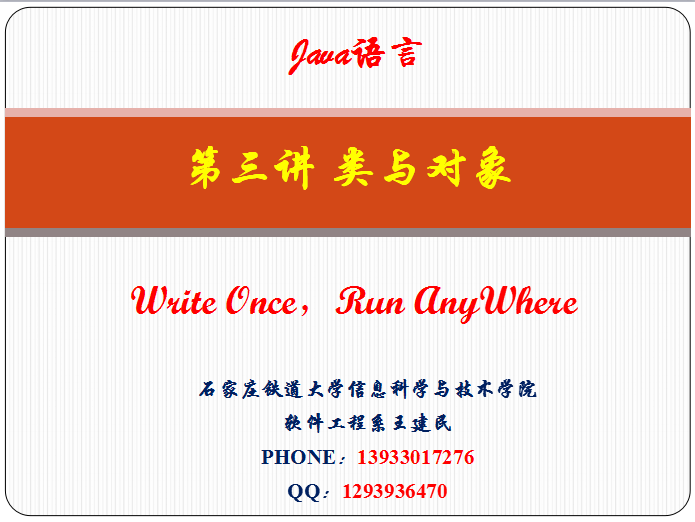 Java语言
第三讲 类与对象
Write Once，Run AnyWhere
石家庄铁道大学信息科学与技术学院
软件工程系王建民
PHONE：13933017276
QQ：1293936470